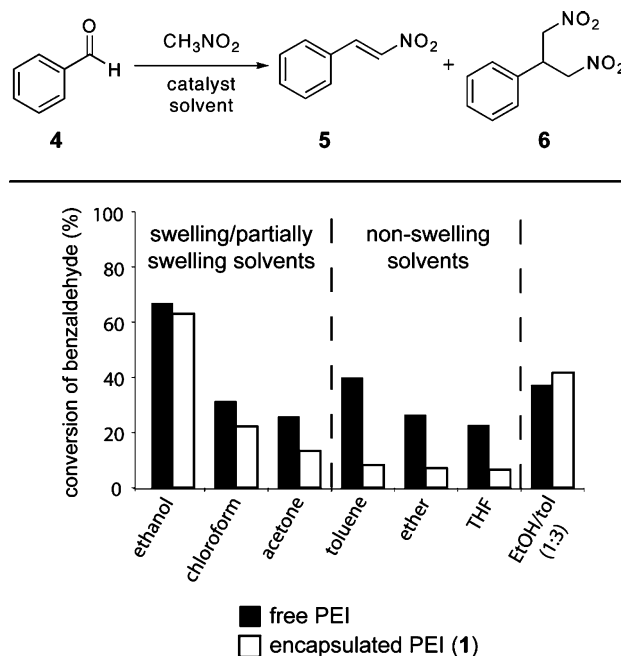 O
H
CH3NO2
catalyst
solvent
NO2
+
NO2
NO2
4
5
6
conversion of benzaldehyde (%)
100
80
60
40
20
0
swelling/partially
swelling solvents
non-swelling
solvents
ethanol
chloroform
acetone
toluene
ether
THF
EtOH/tol
(1:3)
free PEI
encapsulated PEI (1)